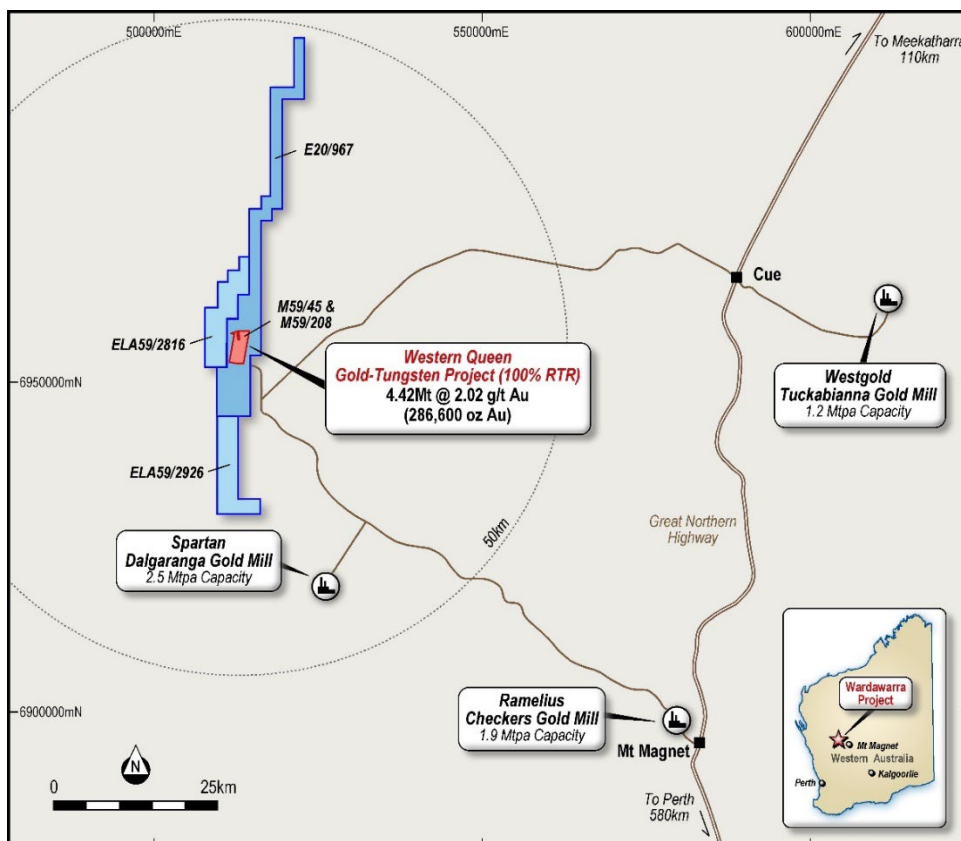 500000mE
550000mE
600000mE
To Meekatharra
110km
E20/967
Cue
M59/45 &
M59/208
ELA59/2816
6950000mN
Western Queen
Gold-Tungsten Project (100% RTR)
4.42Mt @ 2.02 g/t Au
(286,600 oz Au)
Westgold
Tuckabianna Gold Mill
1.2 Mtpa Capacity
ELA59/2926
Great Northern
Highway
50km
Spartan
Dalgaranga Gold Mill
2.5 Mtpa Capacity
Ramelius
Checkers Gold Mill
1.9 Mtpa Capacity
6900000mN
Mt Magnet
Wardawarra
Project
Mt Magnet
Western Australia
Kalgoorlie
Perth
N
0
25km
To Perth
580km